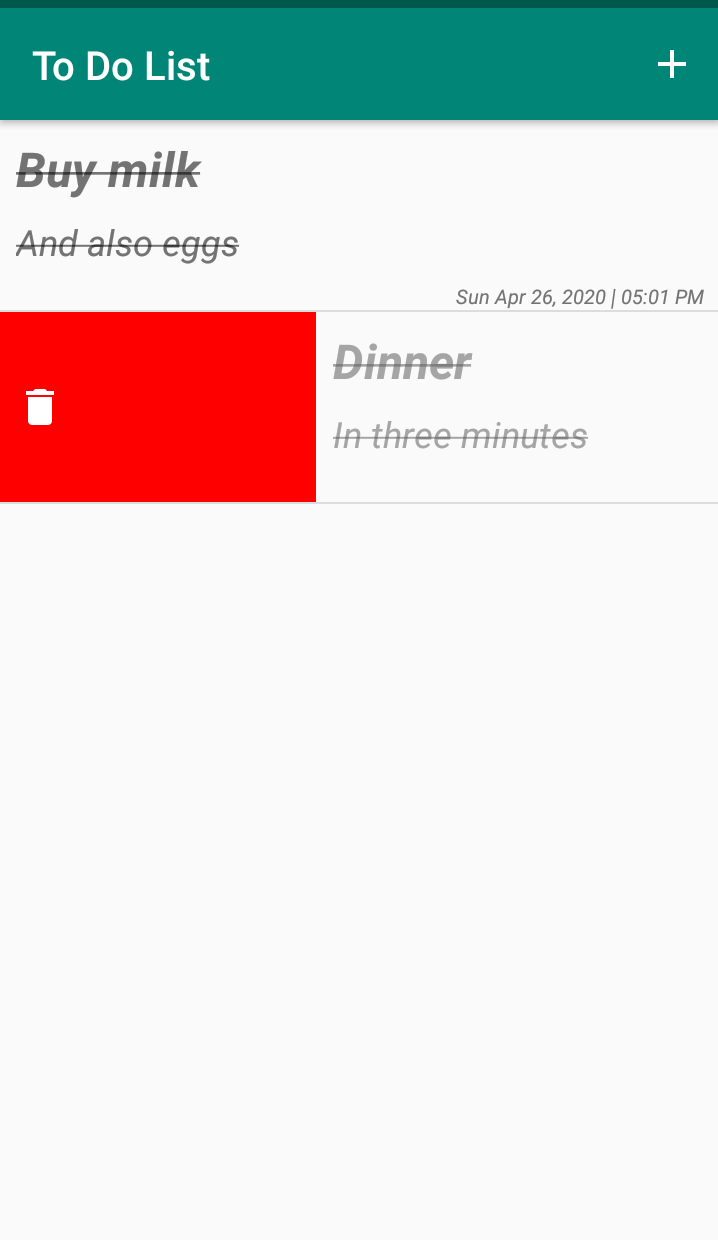 To Do List
Buy milk
And also eggs
Sun Apr 26, 2020 | 05:01 PM
Dinner
In three minutes